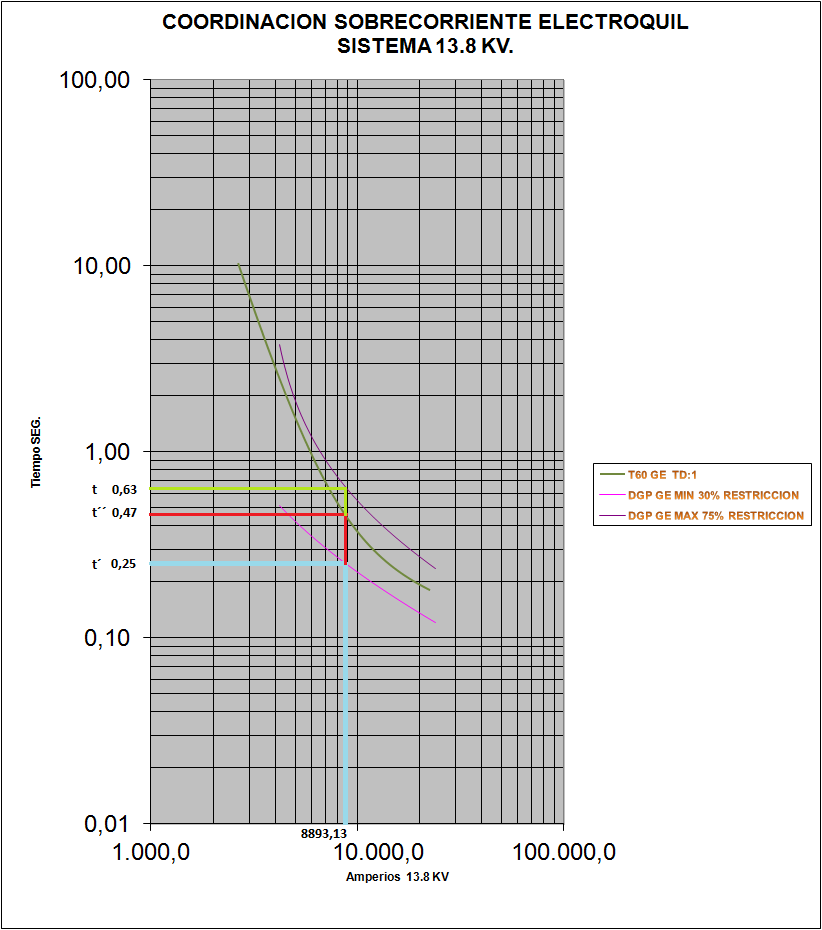 COORDINACION SOBRECORRIENTE ELECTROQUIL
SISTEMA 13.8 KV.
100,00
10,00
1,00
t 0,63
t´´ 0,47
t´ 0,25
0,10
0,01
Tiempo SEG.
8893,13
1.000,0
10.000,0
100.000,0
Amperios 13.8 KV
T60 GE TD:1
DGP GE MIN 30% RESTRICCION
DGP GE MAX 75% RESTRICCION